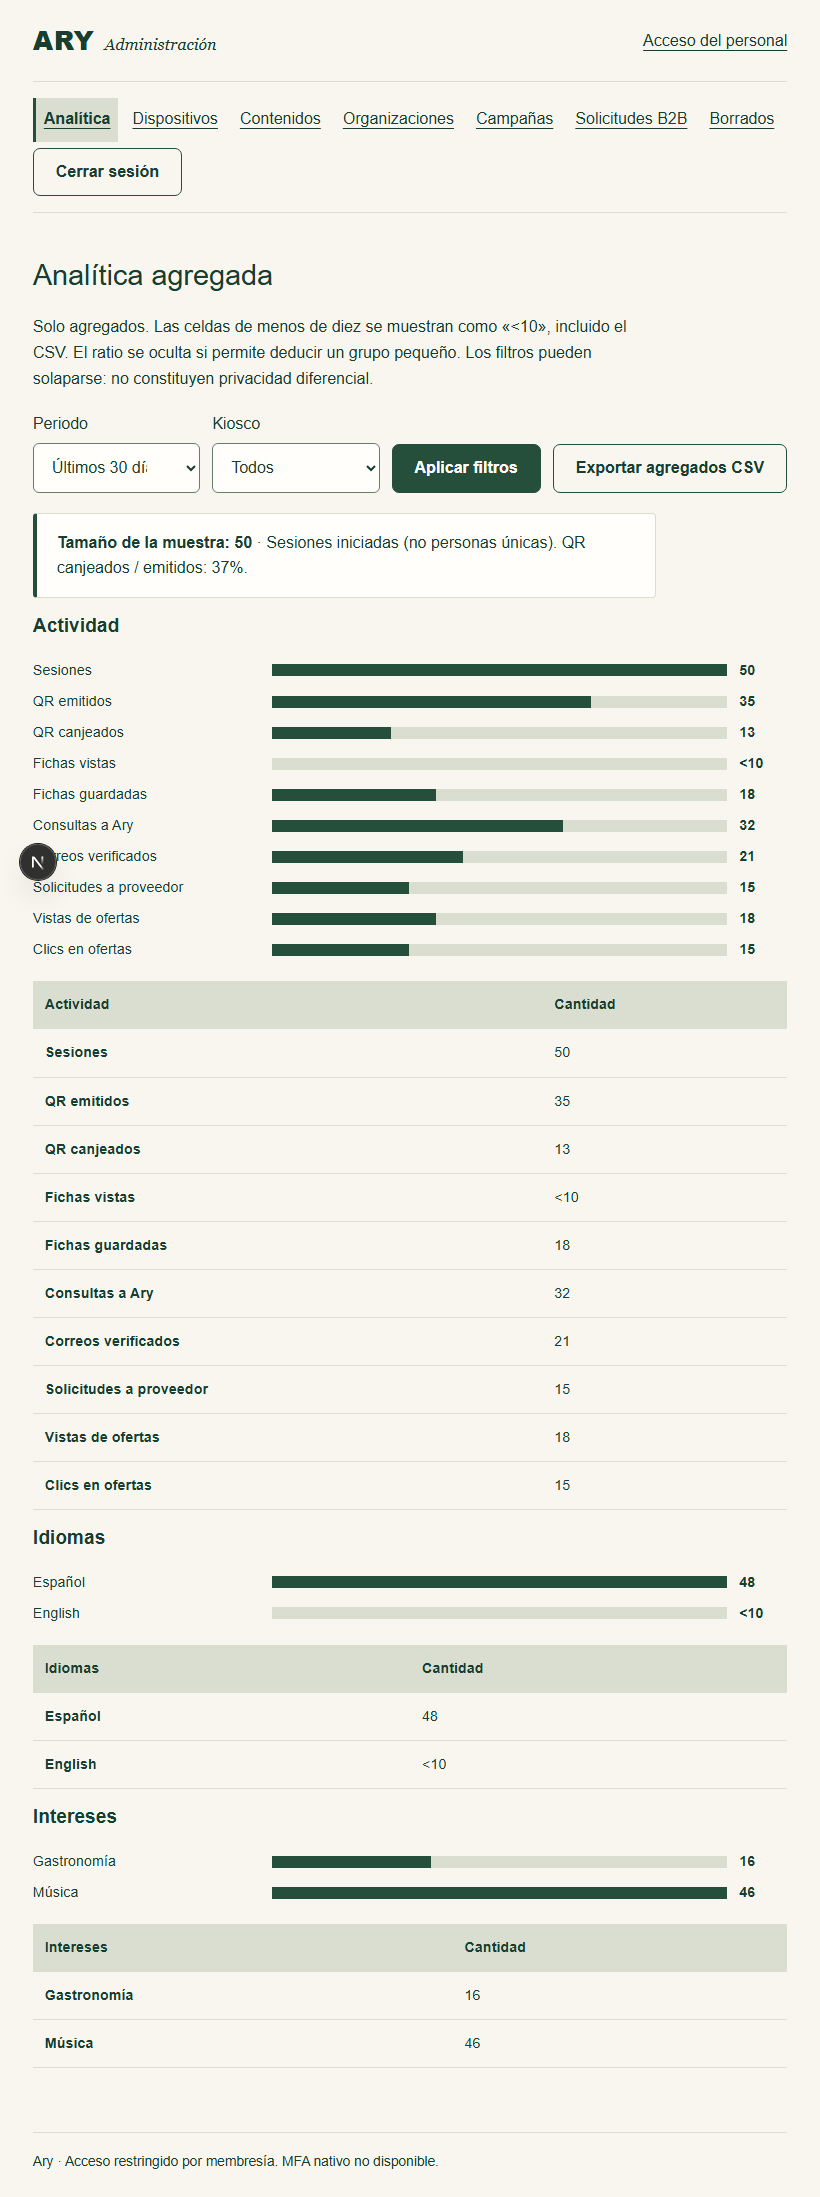 ARY Administración
Acceso del personal
Analítica Dispositivos Contenidos Organizaciones Campañas Solicitudes B2B Borrados
Cerrar sesión
Analítica agregada
Solo agregados. Las celdas de menos de diez se muestran como «<10», incluido el
CSV. El ratio se oculta si permite deducir un grupo pequeño. Los filtros pueden
solaparse: no constituyen privacidad diferencial.
Periodo Kiosco
Últimos 30 día Todos Aplicar filtros Exportar agregados CSV
Tamaño de la muestra: 50 · Sesiones iniciadas (no personas únicas). QR
canjeados / emitidos: 37%.
Actividad
Sesiones 50
QR emitidos 35
QR canjeados 13
Fichas vistas <10
Fichas guardadas 18
Consultas a Ary 32
N reos verificados 21
Solicitudes a proveedor 15
Vistas de ofertas 18
Clics en ofertas 15
Actividad Cantidad
Sesiones 50
QR emitidos 35
QR canjeados 13
Fichas vistas <10
Fichas guardadas 18
Consultas a Ary 32
Correos verificados 21
Solicitudes a proveedor 15
Vistas de ofertas 18
Clics en ofertas 15
Idiomas
Español 48
English <10
Idiomas Cantidad
Español 48
English <10
Intereses
Gastronomía 16
Música 46
Intereses Cantidad
Gastronomía 16
Música 46
Ary · Acceso restringido por membresía. MFA nativo no disponible.